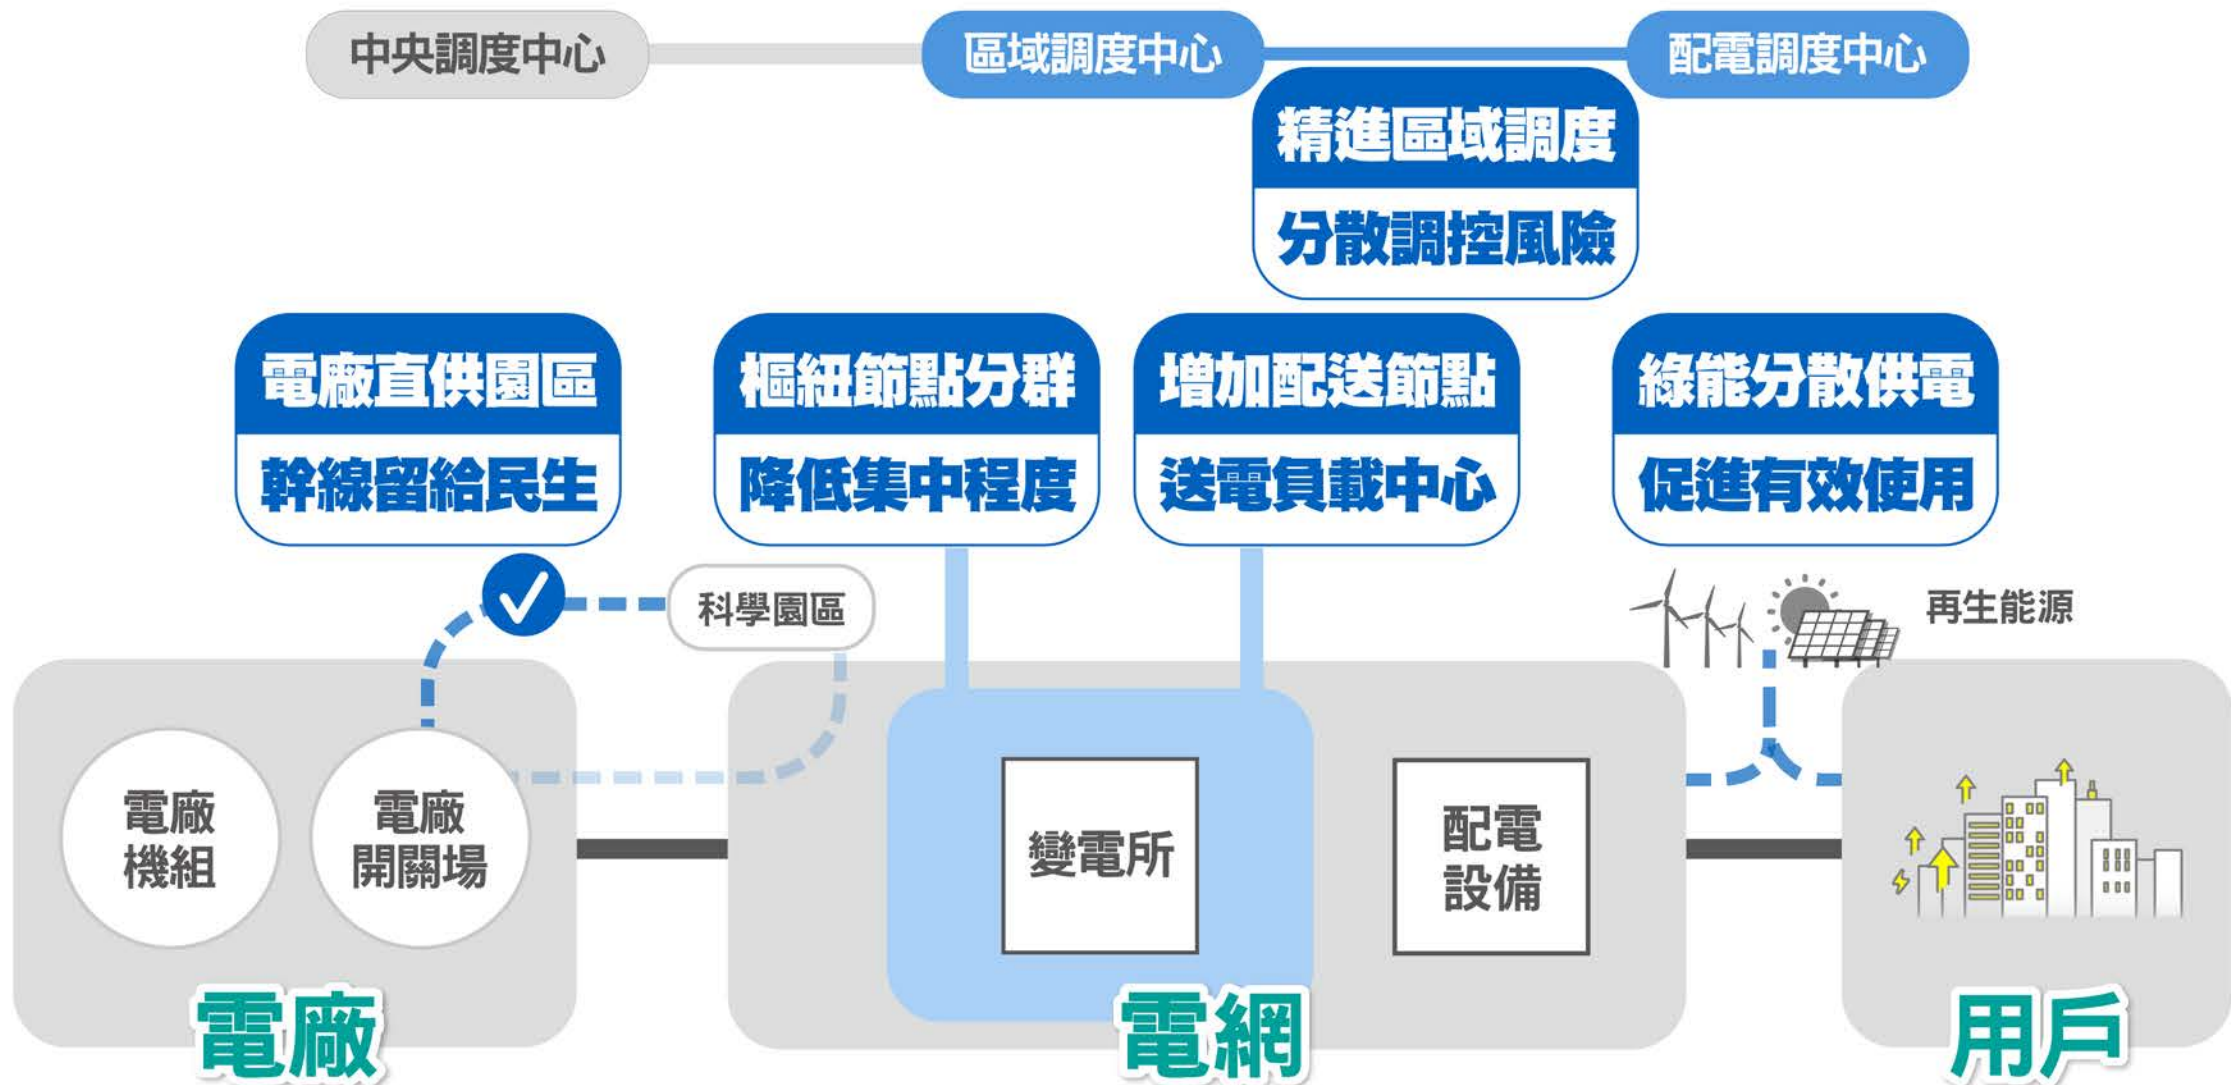 中央調度中心
區域調度中心
配電調度中心
精進區域調度
分散調控風險
電廠直供園區
幹線留給民生
樞紐節點分群
降低集中程度
增加配送節點
送電負載中心
綠能分散供電
促進有效使用
科學園區
再生能源
電廠
機組
電廠
開關場
變電所
配電
設備
電廠
電網
用戶